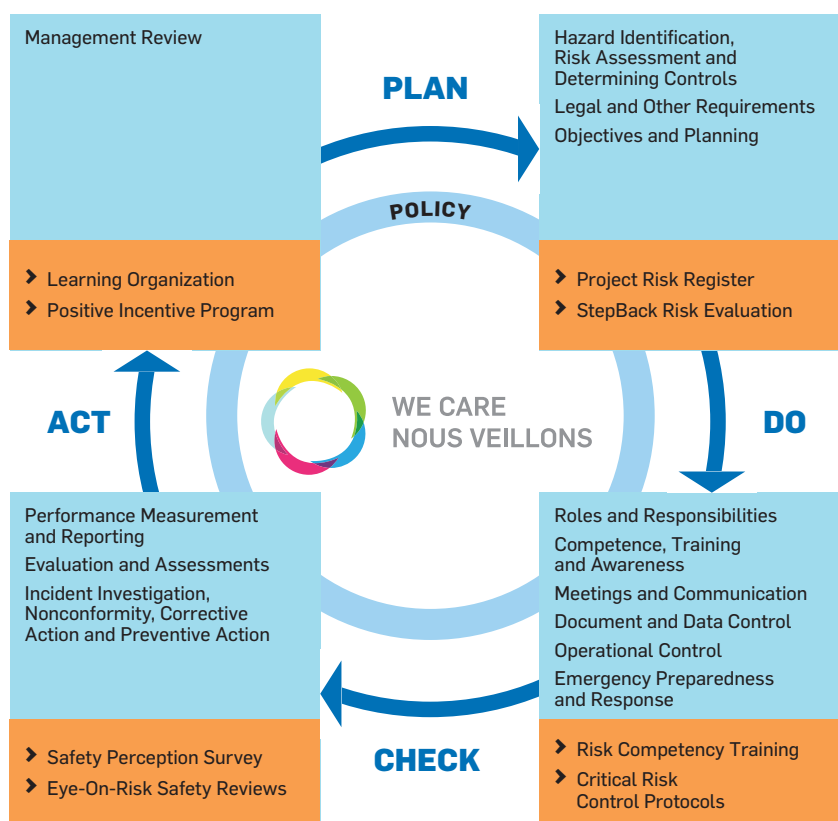 Management Review
Learning Organization
Positive Incentive Program
PLAN
POLICY
Hazard Identification,
Risk Assessment and
Determining Controls
Legal and Other Requirements
Objectives and Planning
Project Risk Register
StepBack Risk Evaluation
ACT
WE CARE
NOUS VEILLONS
DO
Performance Measurement
and Reporting
Evaluation and Assessments
Incident Investigation,
Nonconformity, Corrective
Action and Preventive Action
Safety Perception Survey
Eye-On-Risk Safety Reviews
CHECK
Roles and Responsibilities
Competence, Training
and Awareness
Meetings and Communication
Document and Data Control
Operational Control
Emergency Preparedness
and Response
Risk Competency Training
Critical Risk
Control Protocols